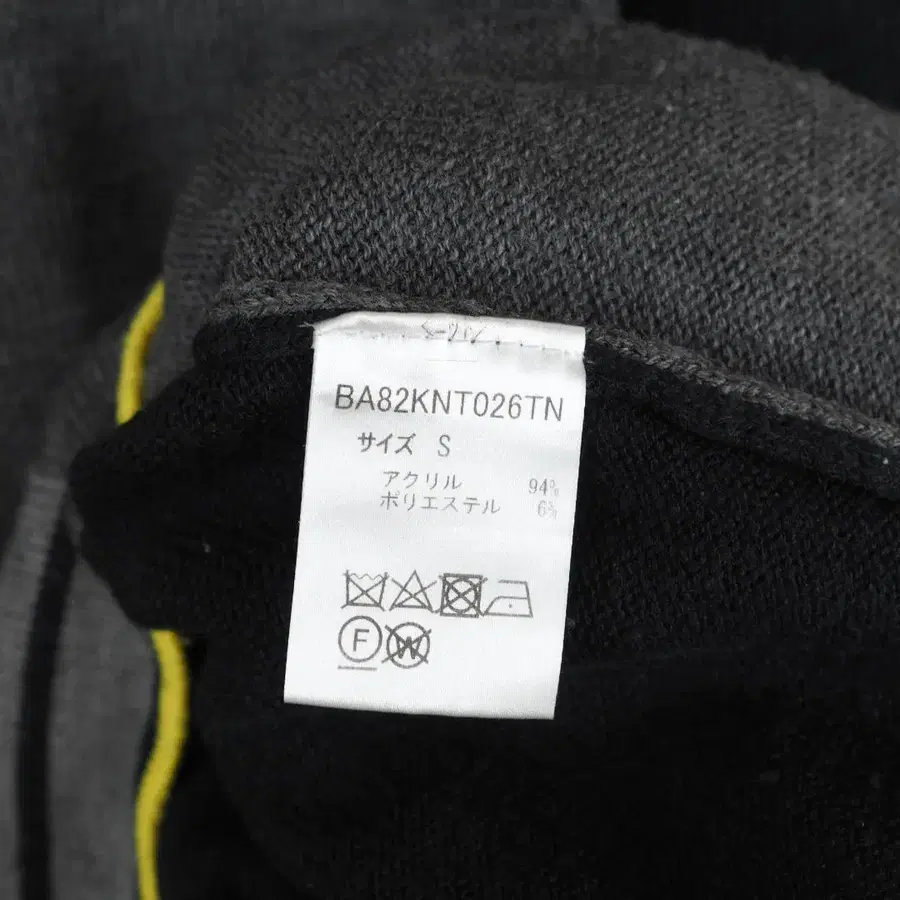 BA82KNT026TN
サイズ S
アクリル 94%
ポリエステル 6%
F W